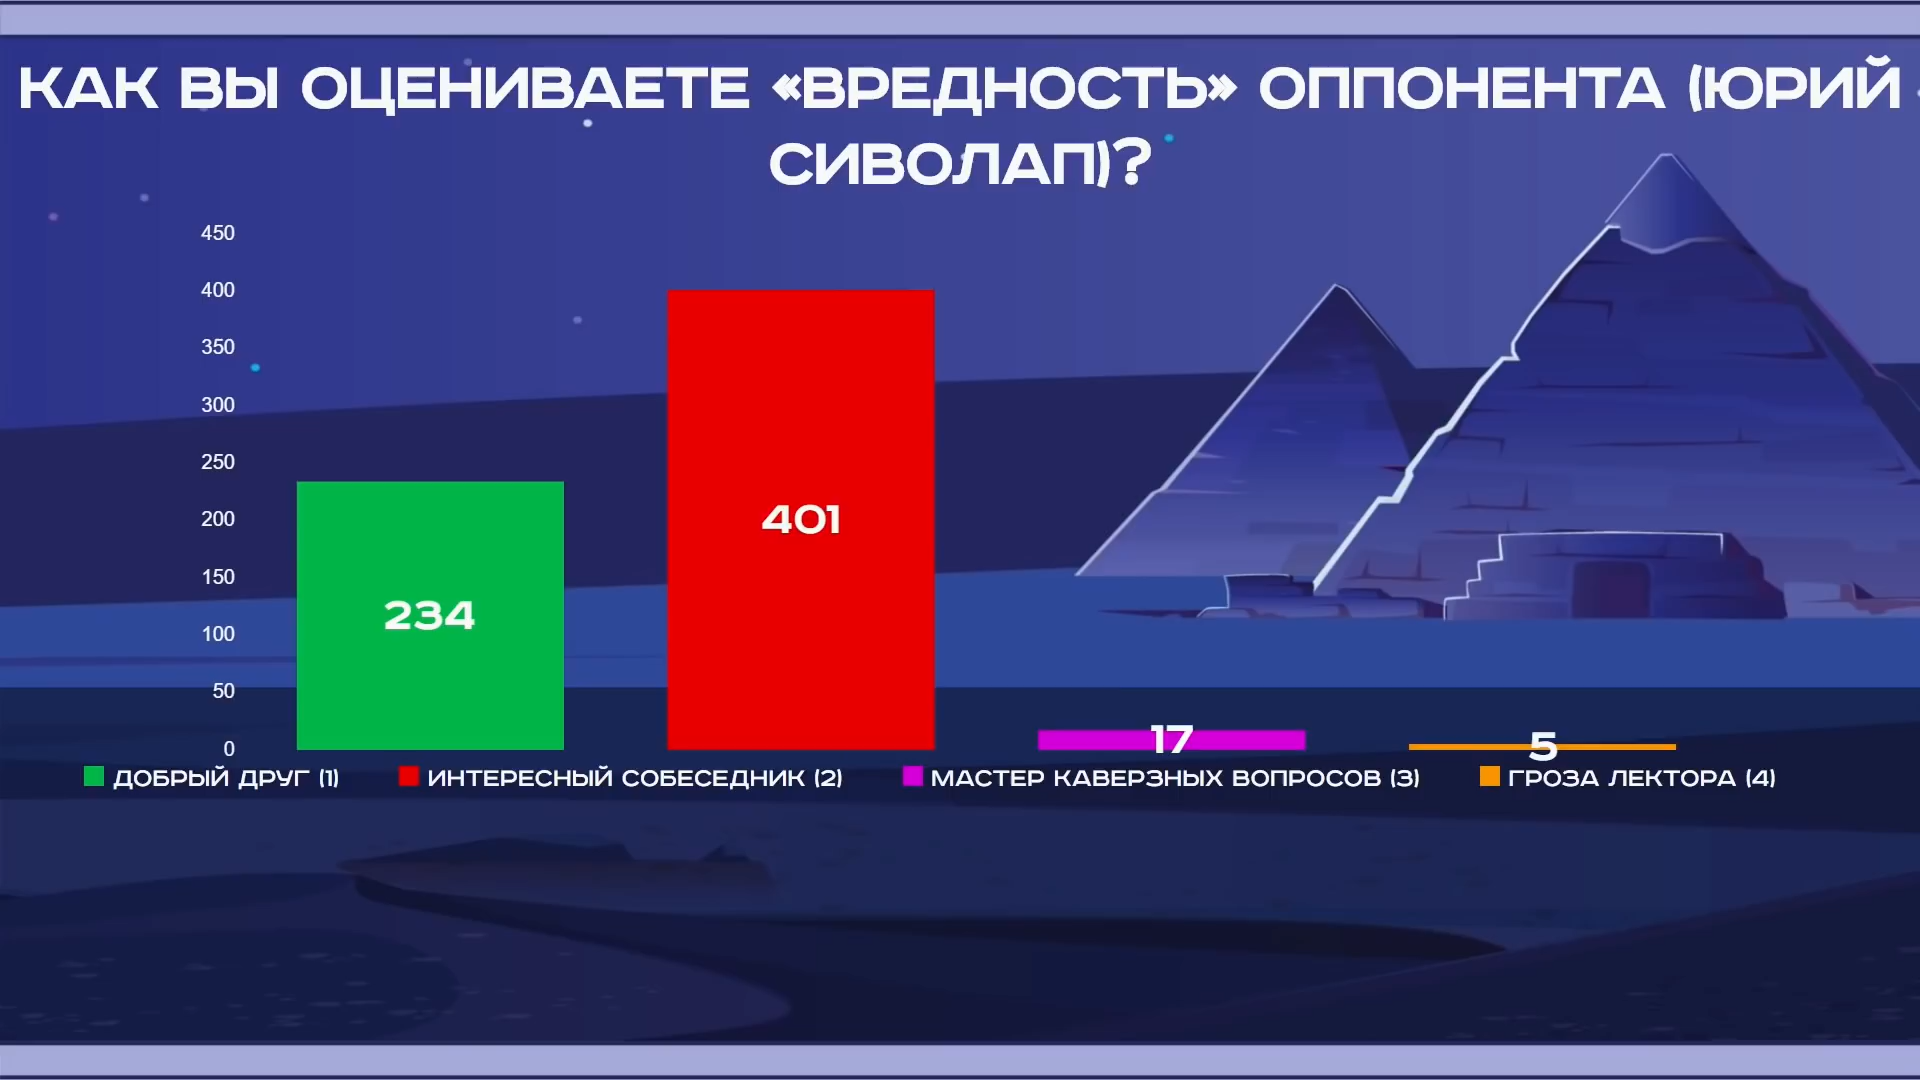 КАК ВЫ ОЦЕНИВАЕТЕ «ВРЕДНОСТЬ» ОППОНЕНТА (ЮРИЙ
СИВОЛАП)?
450
400
350
300
250
200
150
100
50
0
234
401
17
5
ДОБРЫЙ ДРУГ (1)
ИНТЕРЕСНЫЙ СОБЕСЕДНИК (2)
МАСТЕР КАВЕРЗНЫХ ВОПРОСОВ (3)
ГРОЗА ЛЕКТОРА (4)